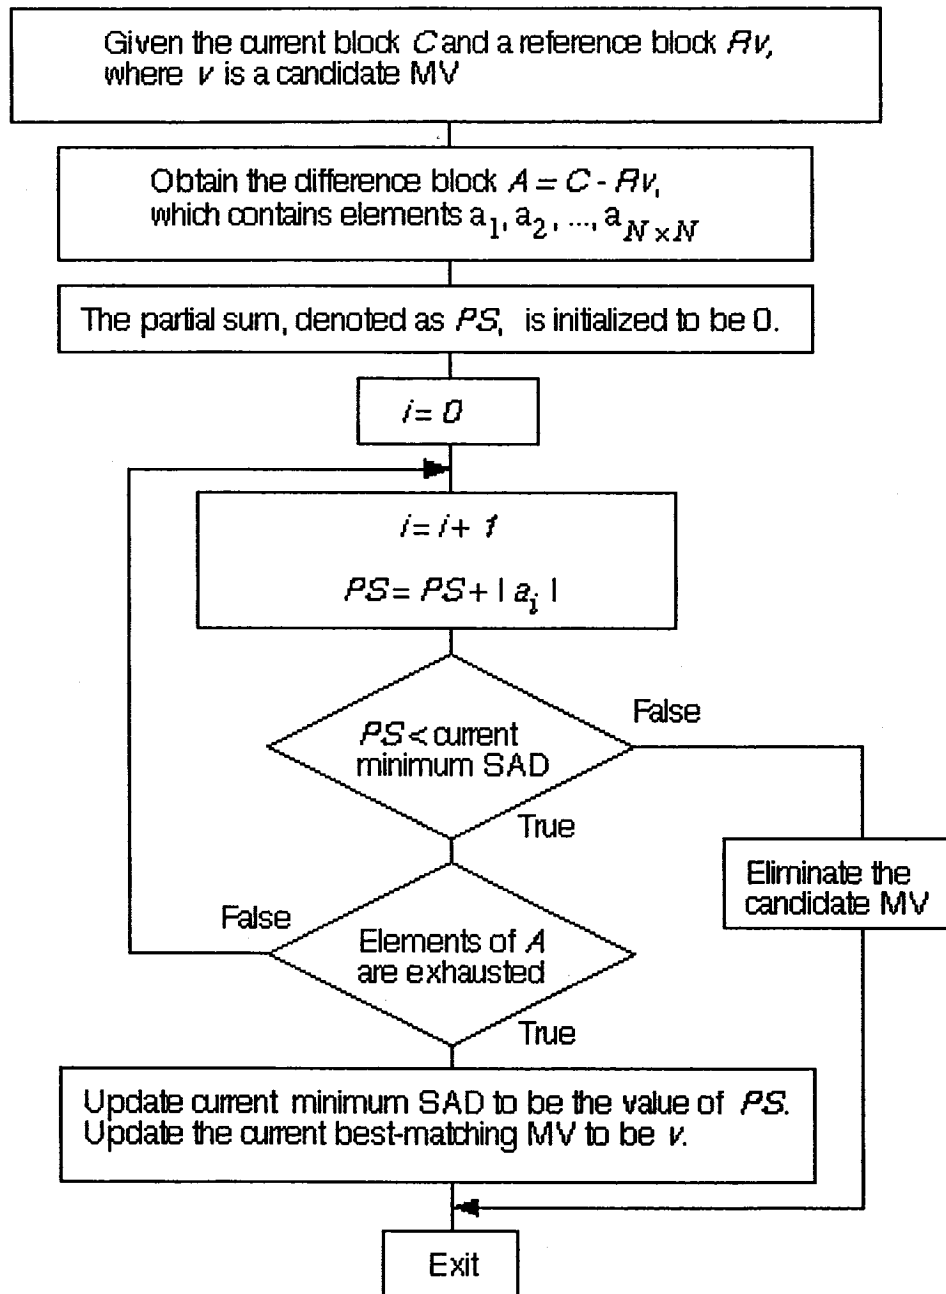 Given the current block C and a reference block Rv,
where v is a candidate MV
Obtain the difference block A = C - Rv,
which contains elements a1, a2, ..., aN×N
The partial sum, denoted as PS, is initialized to be 0.
i = 0
i = i + 1
PS = PS + | ai |
PS < current
minimum SAD
False
True
Eliminate the
candidate MV
False
Elements of A
are exhausted
True
Update current minimum SAD to be the value of PS.
Update the current best-matching MV to be v.
Exit